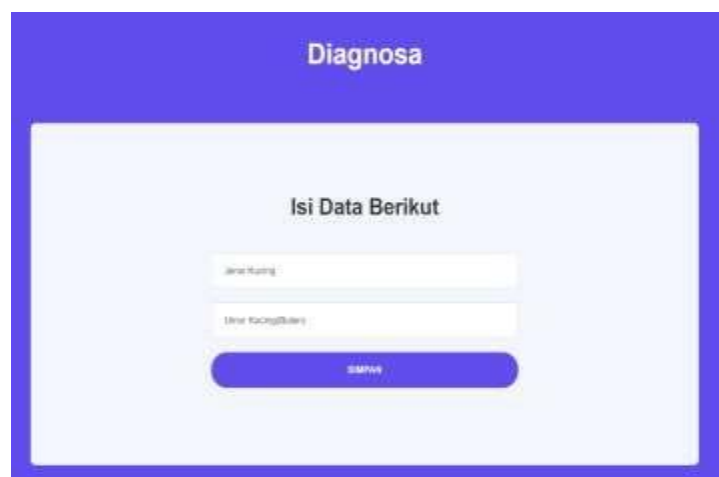 Diagnosa
Isi Data Berikut
Jenis Kucing
Umur Kucing(Bulan)
SIMPAN